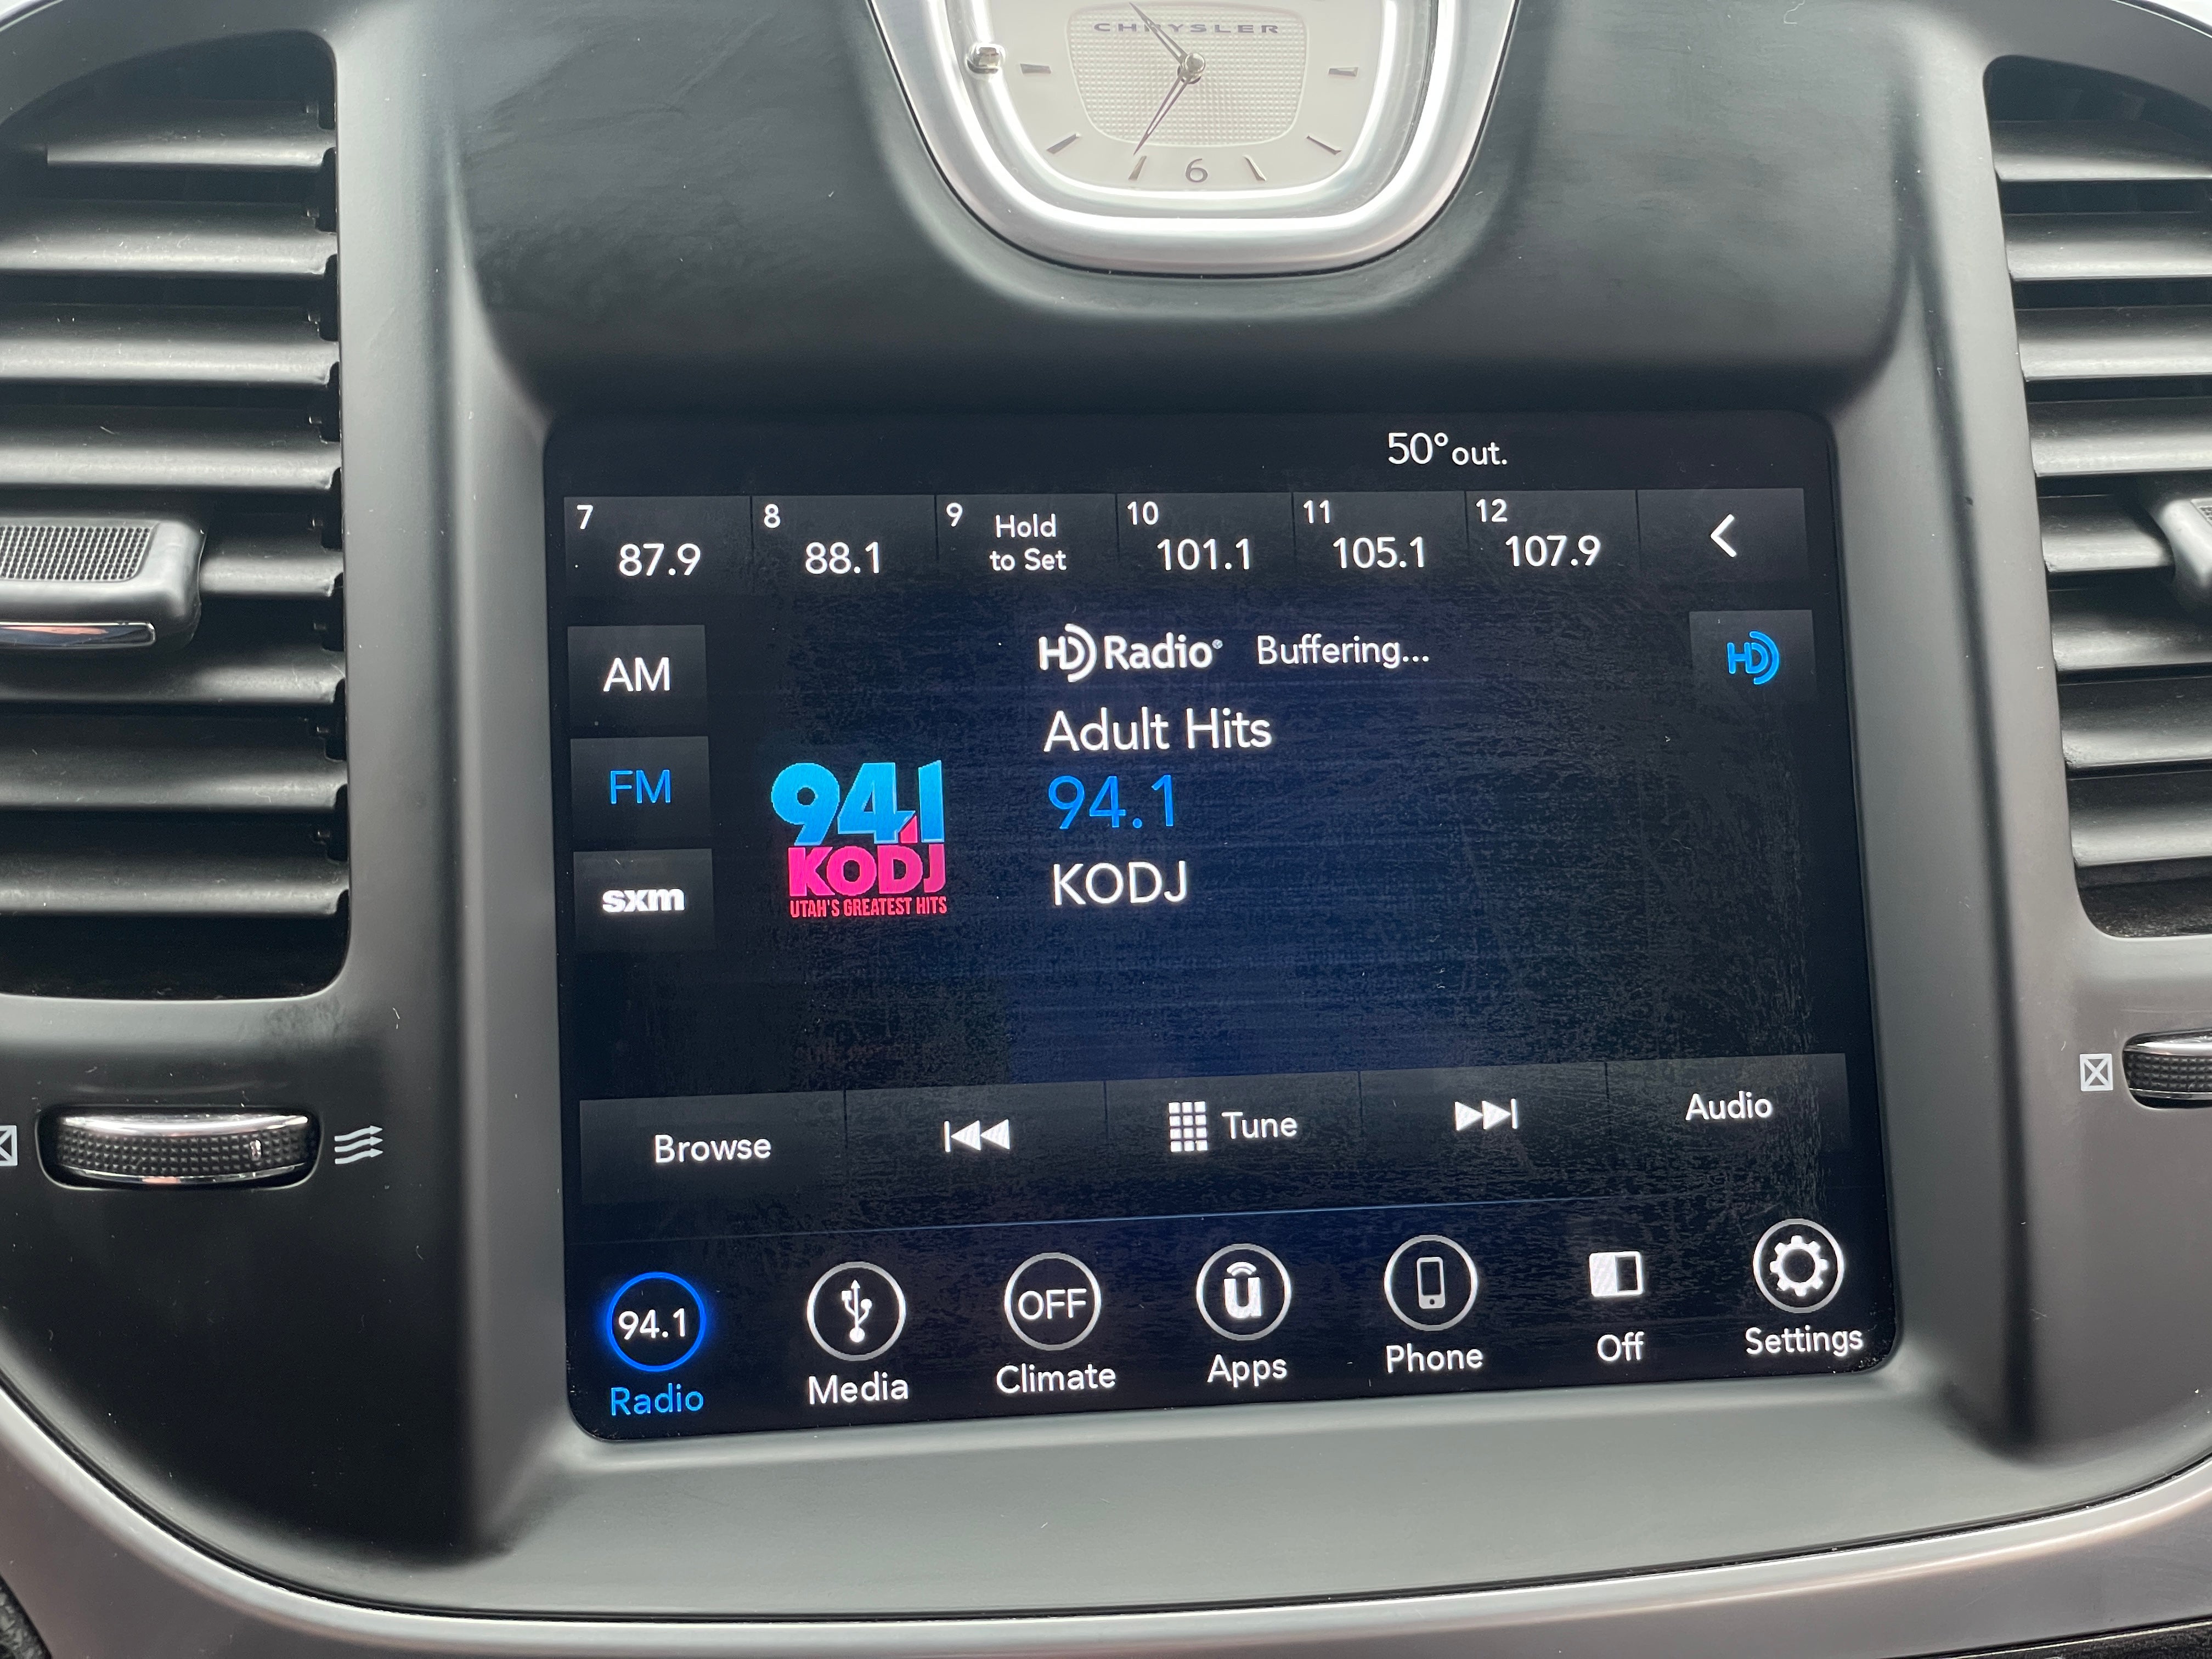 CHRYSLER
6
50° out.
7 87.9
8 88.1
9 Hold to Set
10 101.1
11 105.1
12 107.9
AM
HD Radio® Buffering...
HD
Adult Hits
FM
94.1
94.1
KODJ
KODJ
UTAH'S GREATEST HITS
sxm
Browse
Tune
Audio
94.1
OFF
u
Radio
Media
Climate
Apps
Phone
Off
Settings